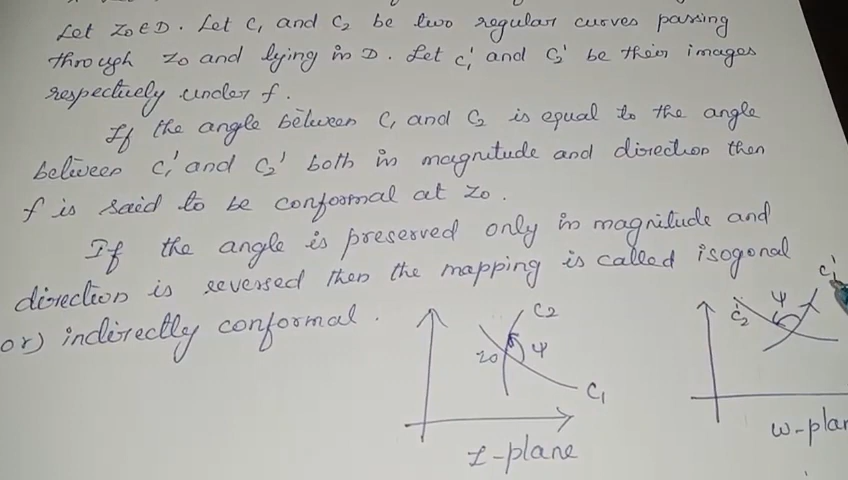 Let Z₀ ∈ D. Let C₁ and C₂ be two regular curves passing
through z₀ and lying in D. Let C₁' and C₂' be their images
respectively under f.
If the angle between C₁ and C₂ is equal to the angle
between C₁' and C₂' both in magnitude and direction then
f is said to be conformal at z₀.
If the angle is preserved only in magnitude and
direction is reversed then the mapping is called isogonal
or) indirectly conformal.
C₂
z₀ ψ
C₁
z-plane
C₁'
C₂' ψ
w-plan